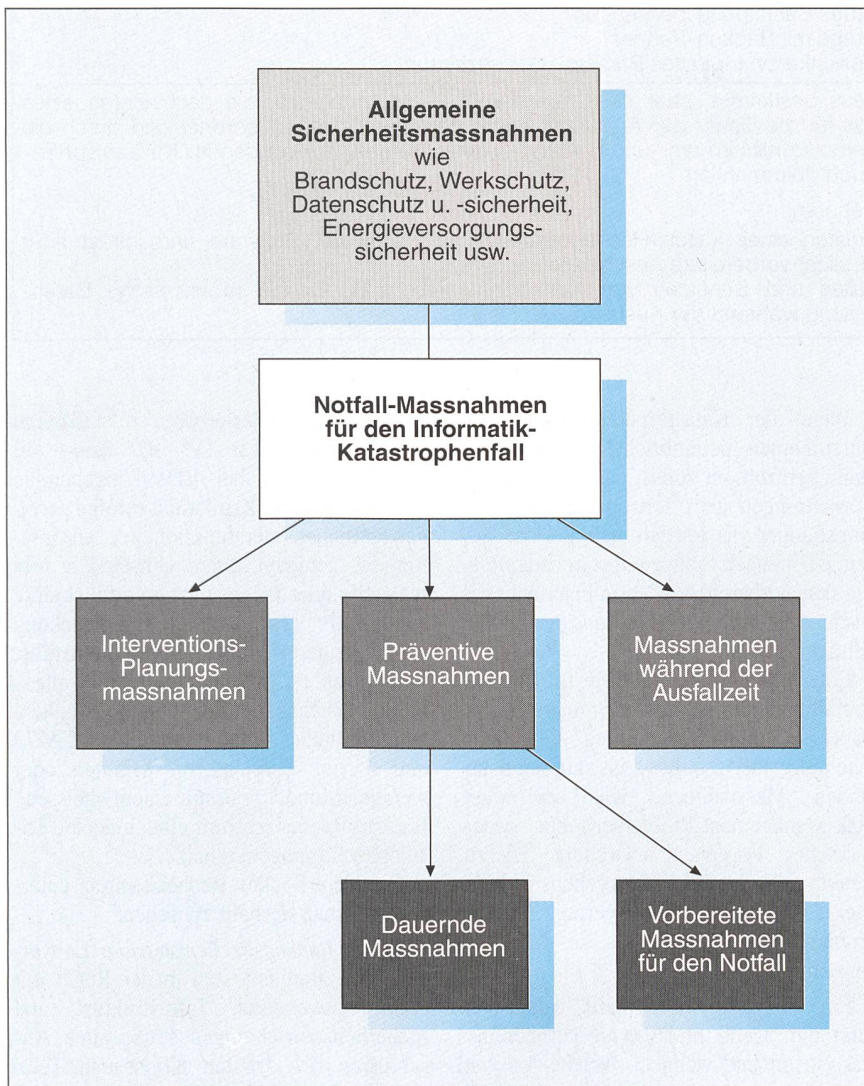 Allgemeine
Sicherheitsmassnahmen
wie
Brandschutz, Werkschutz,
Datenschutz u. -sicherheit,
Energieversorgungs-
sicherheit usw.
Notfall-Massnahmen
für den Informatik-
Katastrophenfall
Interventions-
Planungs-
massnahmen
Präventive
Massnahmen
Massnahmen
während der
Ausfallzeit
Dauernde
Massnahmen
Vorbereitete
Massnahmen
für den Notfall